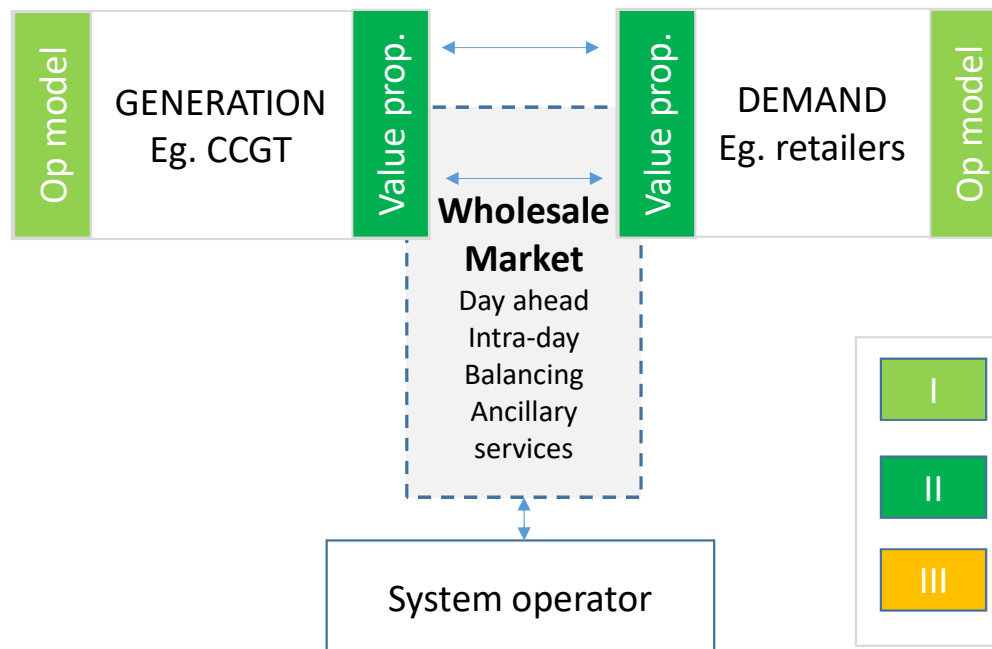 Op model
GENERATION
Eg. CCGT
Value prop.
Value prop.
DEMAND
Eg. retailers
Op model
Wholesale
Market
Day ahead
Intra-day
Balancing
Ancillary
services
I
II
III
System operator